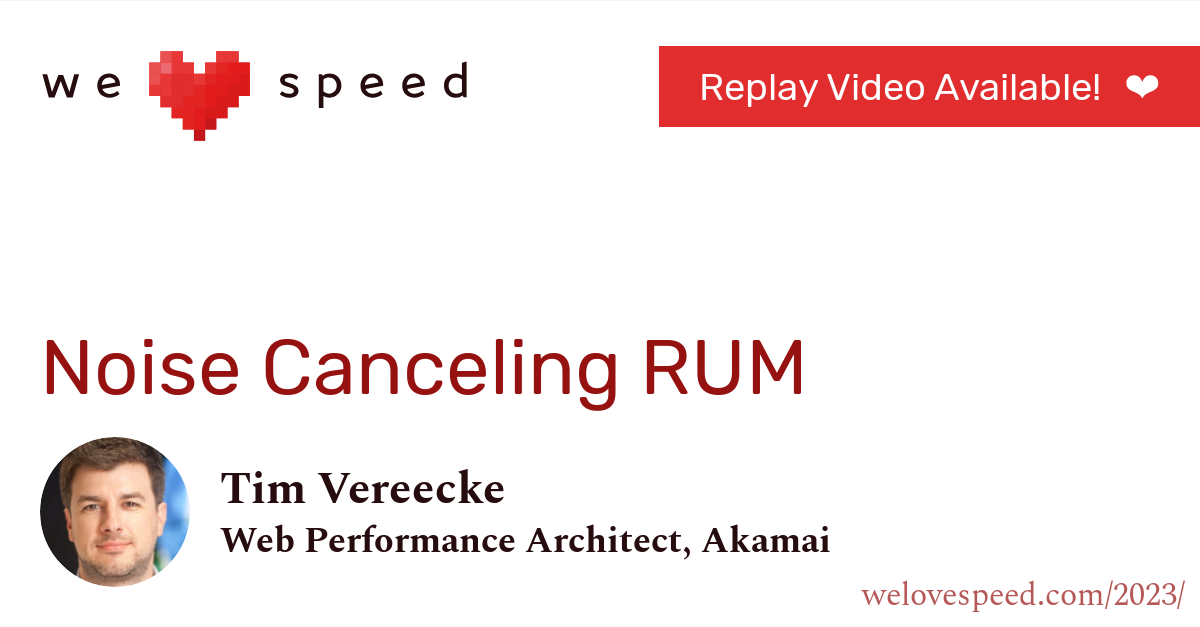 we speed
Replay Video Available! ❤
Noise Canceling RUM
Tim Vereecke
Web Performance Architect, Akamai
welovespeed.com/2023/